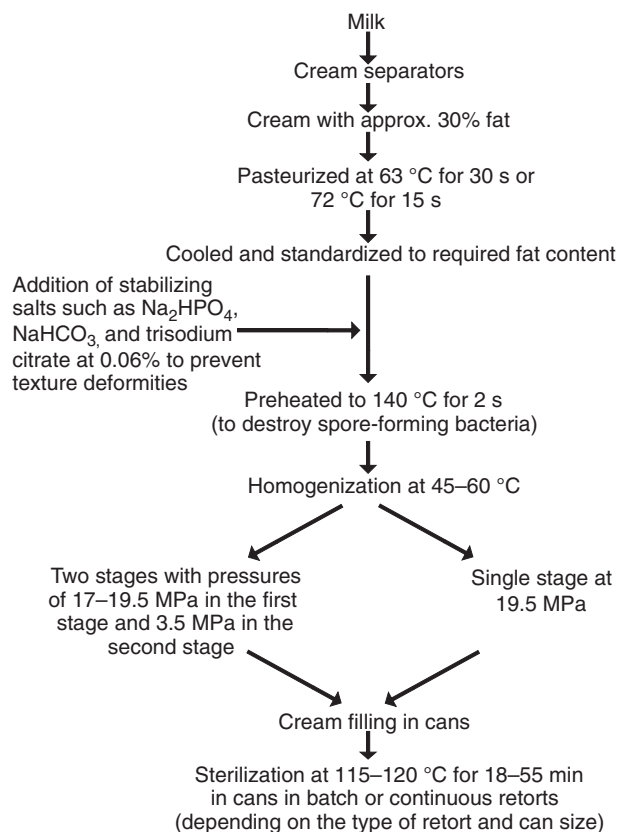 Milk
Cream separators
Cream with approx. 30% fat
Pasteurized at 63 °C for 30 s or
72 °C for 15 s
Cooled and standardized to required fat content
Addition of stabilizing
salts such as Na₂HPO₄,
NaHCO₃, and trisodium
citrate at 0.06% to prevent
texture deformities
Preheated to 140 °C for 2 s
(to destroy spore-forming bacteria)
Homogenization at 45–60 °C
Two stages with pressures
of 17–19.5 MPa in the first
stage and 3.5 MPa in the
second stage
Single stage at
19.5 MPa
Cream filling in cans
Sterilization at 115–120 °C for 18–55 min
in cans in batch or continuous retorts
(depending on the type of retort and can size)